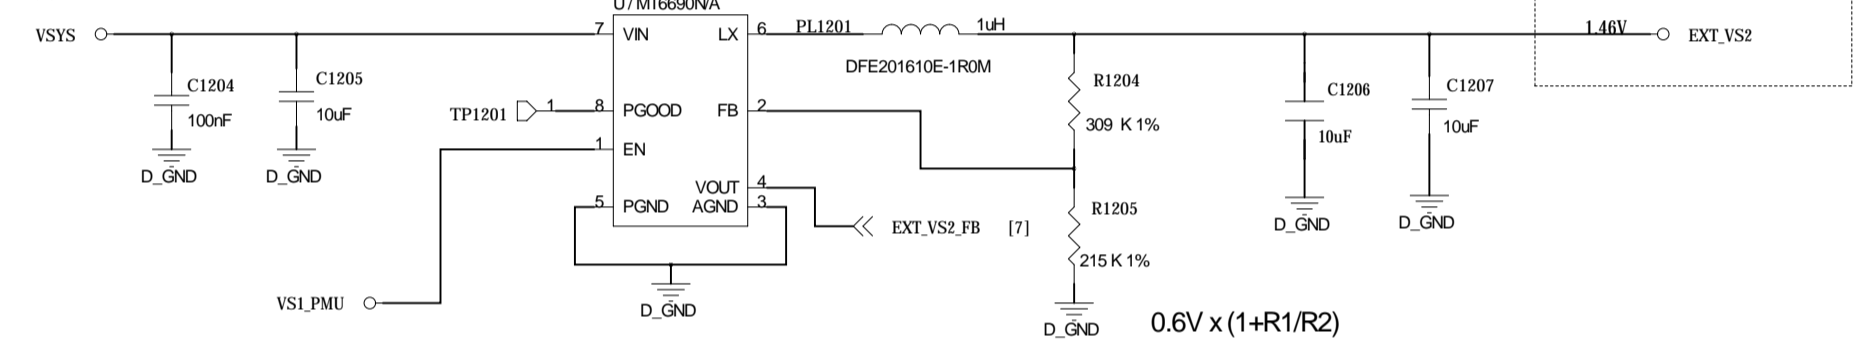 U7 MT6690N/A
VSYS
7
VIN
LX
6
PL1201
1uH
1.46V
EXT_VS2
DFE201610E-1R0M
C1204
100nF
D_GND
C1205
10uF
D_GND
TP1201
1
8
PGOOD
FB
2
1
EN
VOUT
4
5
PGND
AGND
3
EXT_VS2_FB [7]
R1204
309 K 1%
R1205
215 K 1%
C1206
10uF
D_GND
C1207
10uF
D_GND
VS1_PMU
D_GND
D_GND
0.6V x (1+R1/R2)